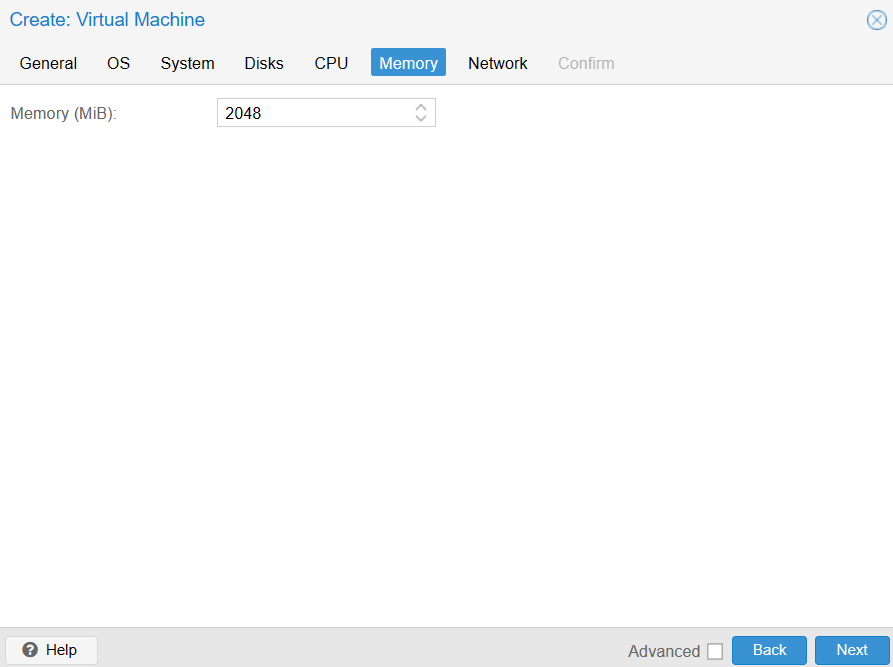 Create: Virtual Machine
General OS System Disks CPU Memory Network Confirm
Memory (MiB): 2048
Help Advanced Back Next